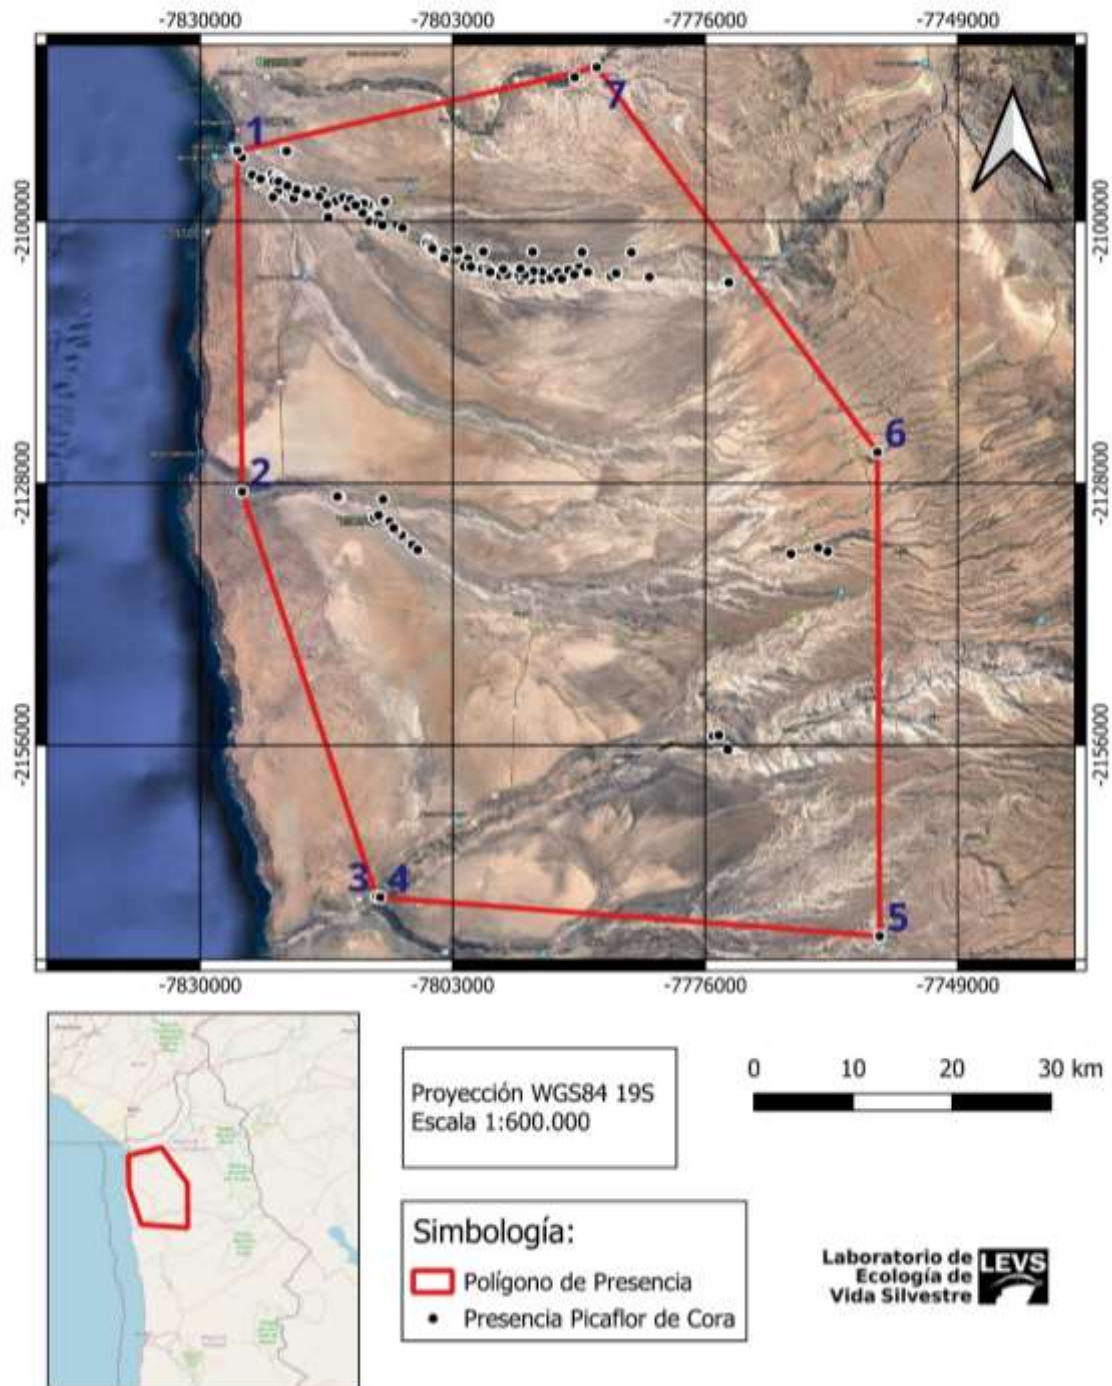 -7830000 -7803000 -7776000 -7749000
1
7
-2100000 -2100000
6
2
-2128000 -2128000
-2156000 -2156000
3 4
5
-7830000 -7803000 -7776000 -7749000
Proyección WGS84 19S
Escala 1:600.000
0 10 20 30 km
Simbología:
Polígono de Presencia
Presencia Picaflor de Cora
Laboratorio de
Ecología de
Vida Silvestre
LEVS